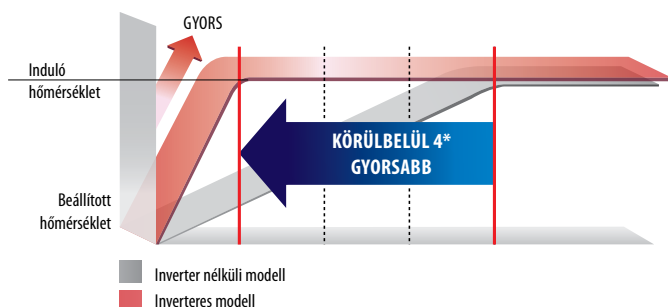 GYORS
Induló
hőmérséklet
KÖRÜLBELÜL 4*
GYORSABB
Beállított
hőmérséklet
Inverter nélküli modell
Inverteres modell